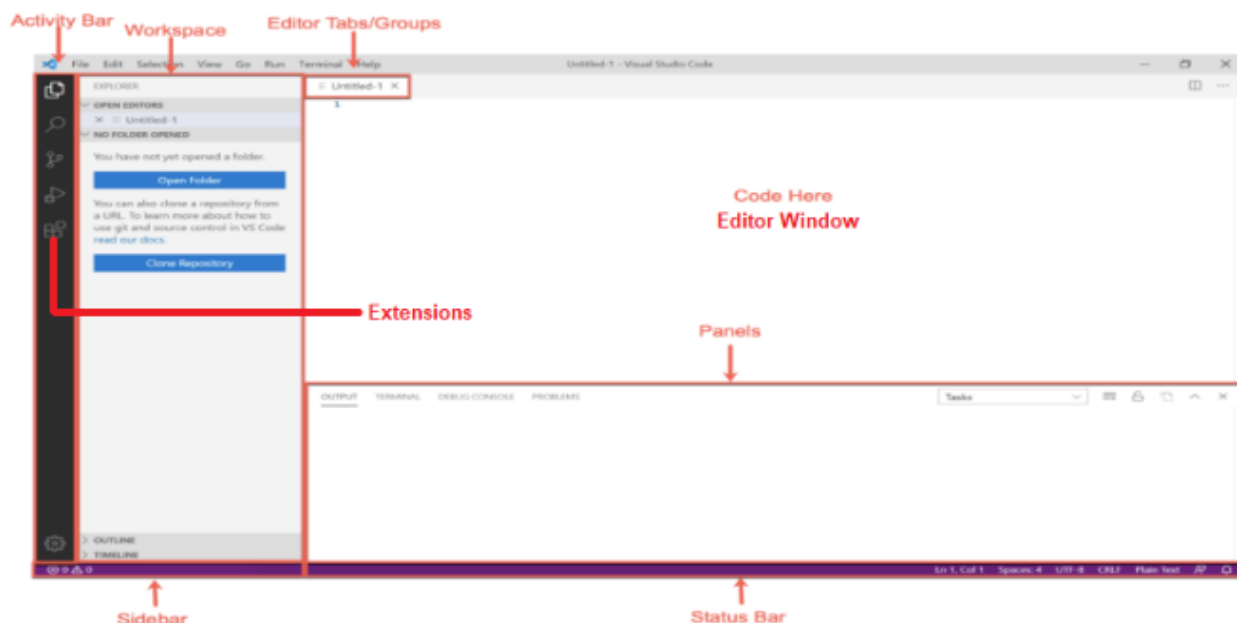 Activity Bar
Workspace
Editor Tabs/Groups
File Edit Selection View Go Run Terminal Help
Untitled-1 - Visual Studio Code
EXPLORER
Untitled-1
OPEN EDITORS
1
Untitled-1
NO FOLDER OPENED
You have not yet opened a folder.
Open Folder
You can also clone a repository from
a URL. To learn more about how to
use git and source control in VS Code
read our docs.
Clone Repository
Code Here
Editor Window
Extensions
Panels
OUTPUT TERMINAL DEBUG CONSOLE PROBLEMS
Tasks
OUTLINE
TIMELINE
0 0
Ln 1, Col 1 Spaces: 4 UTF-8 CRLF Plain Text
Sidebar
Status Bar